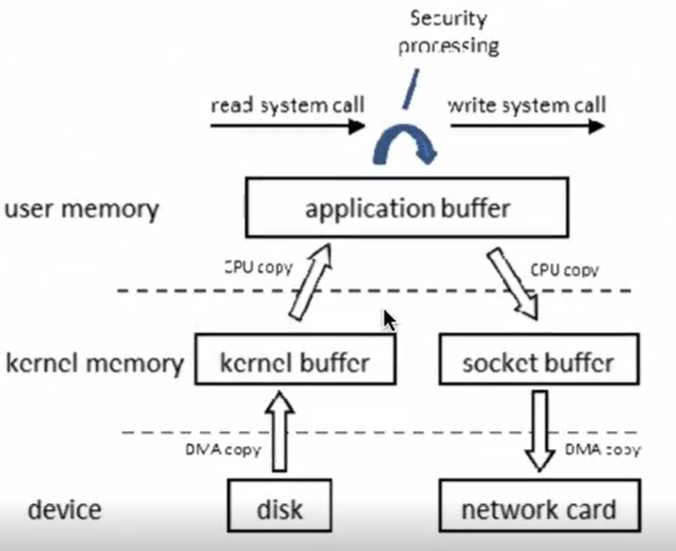 Security
processing
read system call
write system call
user memory
application buffer
CPU copy
CPU copy
kernel memory
kernel buffer
socket buffer
DMA copy
DMA copy
device
disk
network card